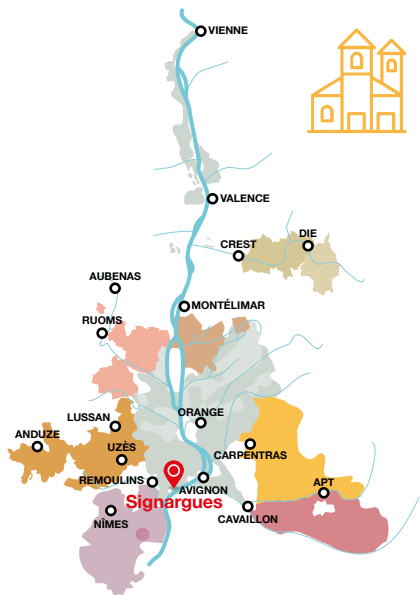 VIENNE
VALENCE
DIE
CREST
AUBENAS
MONTÉLIMAR
RUOMS
ORANGE
LUSSAN
ANDUZE
UZÈS
CARPENTRAS
REMOULINS
AVIGNON
APT
Signargues
CAVAILLON
NÎMES